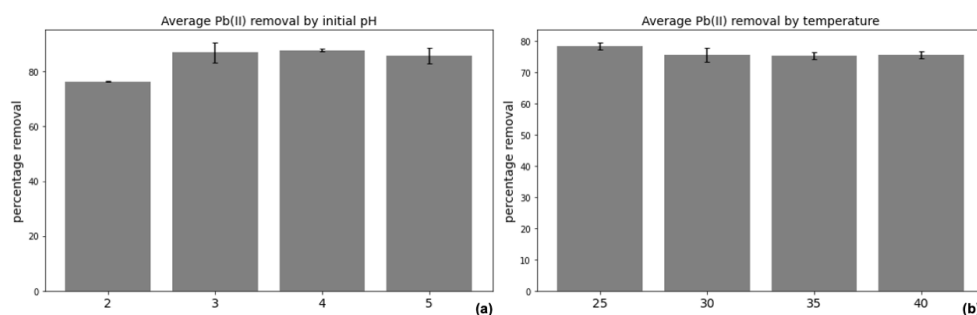 Average Pb(II) removal by initial pH
percentage removal
80
60
40
20
0
2 3 4 5
(a)
Average Pb(II) removal by temperature
percentage removal
80
70
60
50
40
30
20
10
0
25 30 35 40
(b)